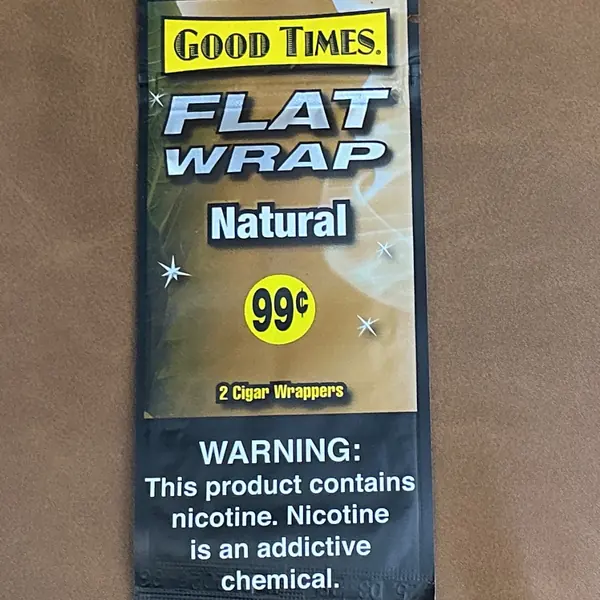 GOOD TIMES®
FLAT
WRAP
Natural
99¢
2 Cigar Wrappers
WARNING:
This product contains
nicotine. Nicotine
is an addictive
chemical.